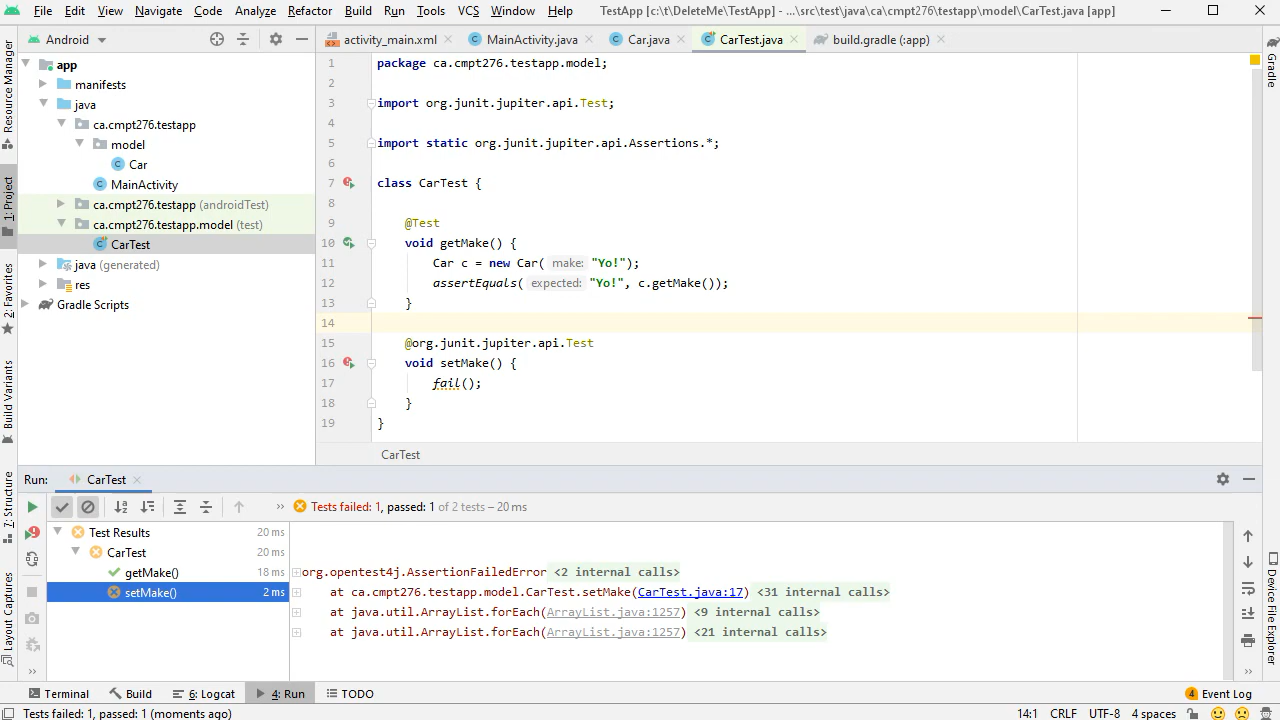 File Edit View Navigate Code Analyze Refactor Build Run Tools VCS Window Help TestApp [c:\t\DeleteMe\TestApp] - ...\src\test\java\ca\cmpt276\testapp\model\CarTest.java [app]
Android
activity_main.xml MainActivity.java Car.java CarTest.java build.gradle (:app)
Resource Manager
1: Project
2: Favorites
Build Variants
7: Structure
Layout Captures
app
manifests
java
ca.cmpt276.testapp
model
Car
MainActivity
ca.cmpt276.testapp (androidTest)
ca.cmpt276.testapp.model (test)
CarTest
java (generated)
res
Gradle Scripts
1 package ca.cmpt276.testapp.model;
2
3 import org.junit.jupiter.api.Test;
4
5 import static org.junit.jupiter.api.Assertions.*;
6
7 class CarTest {
8
9 @Test
10 void getMake() {
11 Car c = new Car( make: "Yo!");
12 assertEquals( expected: "Yo!", c.getMake());
13 }
14
15 @org.junit.jupiter.api.Test
16 void setMake() {
17 fail();
18 }
19 }
CarTest
Gradle
Device File Explorer
Run: CarTest
Tests failed: 1, passed: 1 of 2 tests – 20 ms
Test Results 20 ms
CarTest 20 ms
getMake() 18 ms
setMake() 2 ms
org.opentest4j.AssertionFailedError <2 internal calls>
at ca.cmpt276.testapp.model.CarTest.setMake(CarTest.java:17) <31 internal calls>
at java.util.ArrayList.forEach(ArrayList.java:1257) <9 internal calls>
at java.util.ArrayList.forEach(ArrayList.java:1257) <21 internal calls>
Terminal Build 6: Logcat 4: Run TODO 4 Event Log
Tests failed: 1, passed: 1 (moments ago) 14:1 CRLF UTF-8 4 spaces